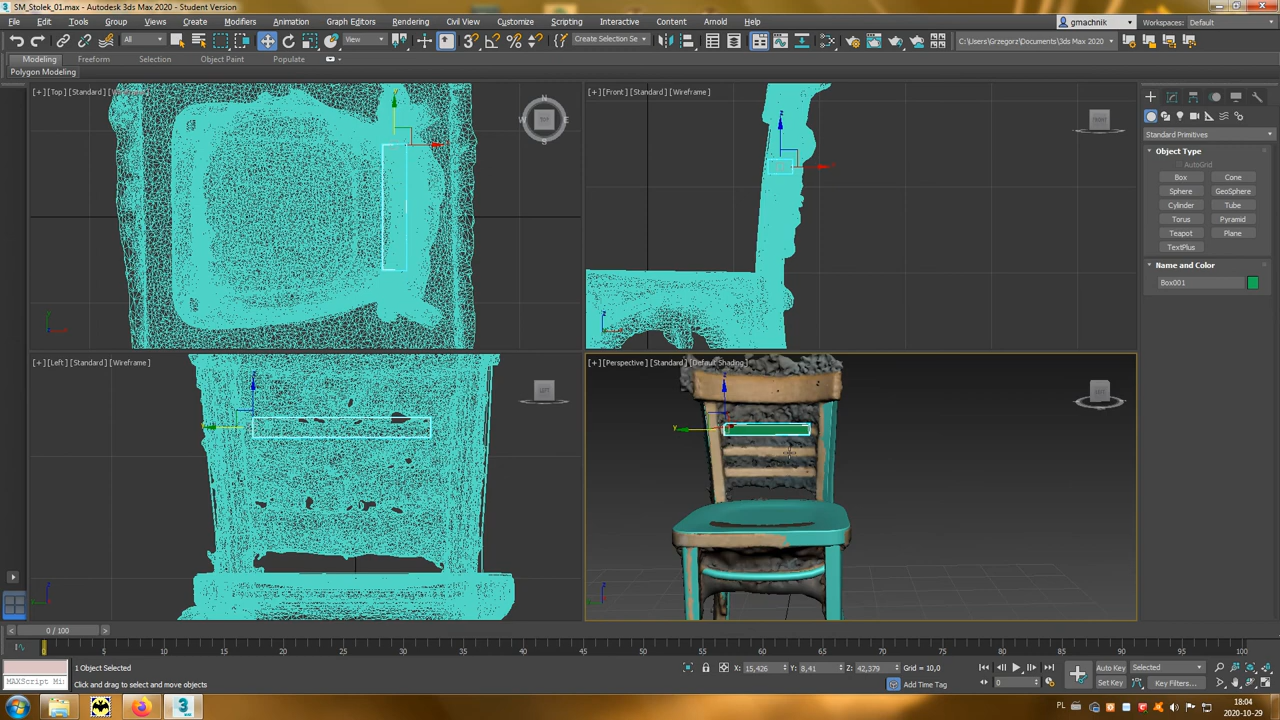 SM_Stolek_01.max - Autodesk 3ds Max 2020 - Student Version
File Edit Tools Group Views Create Modifiers Animation Graph Editors Rendering Civil View Customize Scripting Interactive Content Arnold Help
gmachnik Workspaces: Default
All View Create Selection Se C:\Users\Grzegorz\Documents\3ds Max 2020
Modeling Freeform Selection Object Paint Populate
Polygon Modeling
[+] [Top] [Standard] [Wireframe]
N W E S TOP
[+] [Front] [Standard] [Wireframe]
Standard Primitives
Object Type
AutoGrid
Box Cone
Sphere GeoSphere
Cylinder Tube
Torus Pyramid
Teapot Plane
TextPlus
Name and Color
Box001
[+] [Left] [Standard] [Wireframe]
LEFT
[+] [Perspective] [Standard] [Default Shading]
0 / 100
0 5 10 15 20 25 30 35 40 45 50 55 60 65 70 75 80 85 90 95 100
1 Object Selected
X: 15,426 Y: 8,41 Z: 42,379 Grid = 10,0
Auto Key Selected
MAXScript Mi:
Click and drag to select and move objects
Add Time Tag
0
Set Key Key Filters...
PL 18:04
2020-10-29